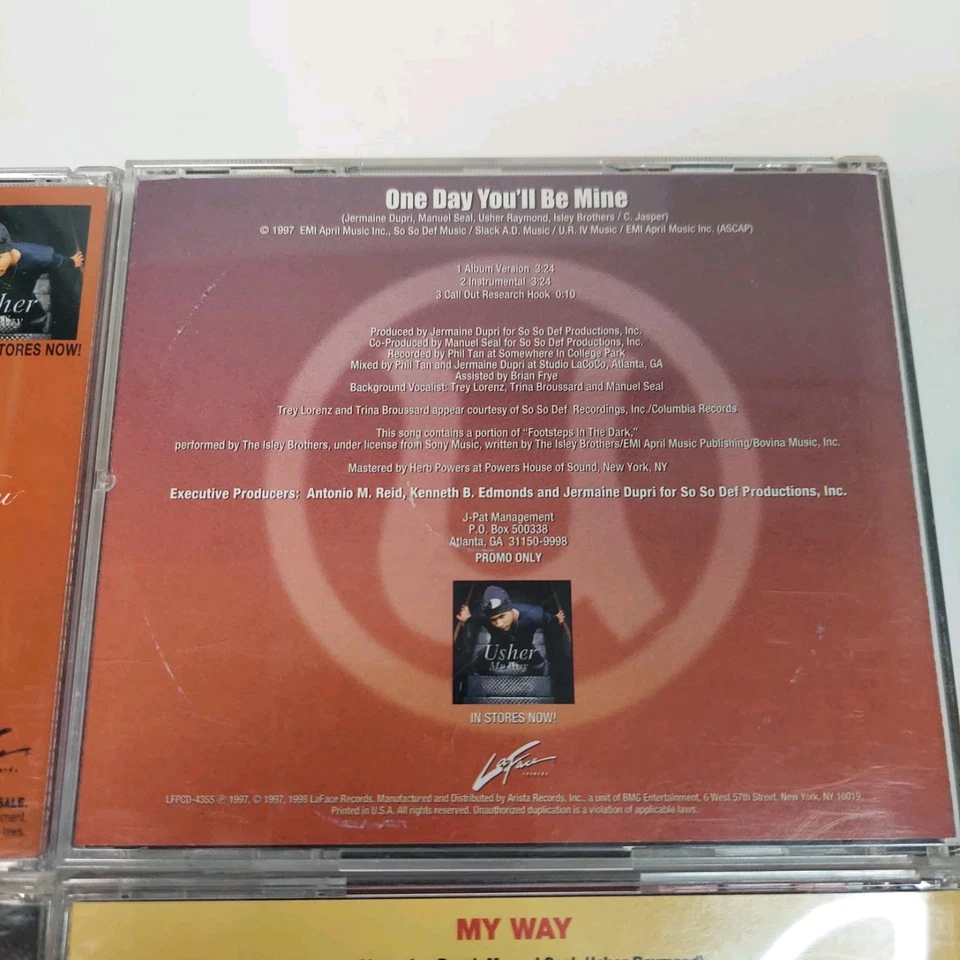 One Day You'll Be Mine
(Jermaine Dupri, Manuel Seal, Usher Raymond, Isley Brothers / C. Jasper)
© 1997 EMI April Music Inc., So So Def Music / Slack A.D. Music / U.R. IV Music / EMI April Music Inc. (ASCAP)
1 Album Version 3:24
2 Instrumental 3:24
3 Call Out Research Hook 0:10
Produced by Jermaine Dupri for So So Def Productions, Inc.
Co-Produced by Manuel Seal for So So Def Productions, Inc.
Recorded by Phil Tan at Somewhere In College Park
Mixed by Phil Tan and Jermaine Dupri at Studio LaCoCo, Atlanta, GA
Assisted by Brian Frye
Background Vocalist: Trey Lorenz, Trina Broussard and Manuel Seal
Trey Lorenz and Trina Broussard appear courtesy of So So Def Recordings, Inc./Columbia Records
This song contains a portion of "Footsteps In The Dark,"
performed by The Isley Brothers, under license from Sony Music, written by The Isley Brothers/EMI April Music Publishing/Bovina Music, Inc.
Mastered by Herb Powers at Powers House of Sound, New York, NY
Executive Producers: Antonio M. Reid, Kenneth B. Edmonds and Jermaine Dupri for So So Def Productions, Inc.
J-Pat Management
P.O. Box 500338
Atlanta, GA 31150-9998
PROMO ONLY
Usher
My Way
IN STORES NOW!
LaFace
records
LFPCD-4355 ℗ 1997, © 1997, 1998 LaFace Records. Manufactured and Distributed by Arista Records, Inc., a unit of BMG Entertainment, 6 West 57th Street, New York, NY 10019.
Printed in U.S.A. All rights reserved. Unauthorized duplication is a violation of applicable laws.
her
TORES NOW!
Face
SALE.
laws.
MY WAY
Manuel Seal, Usher Raymond)